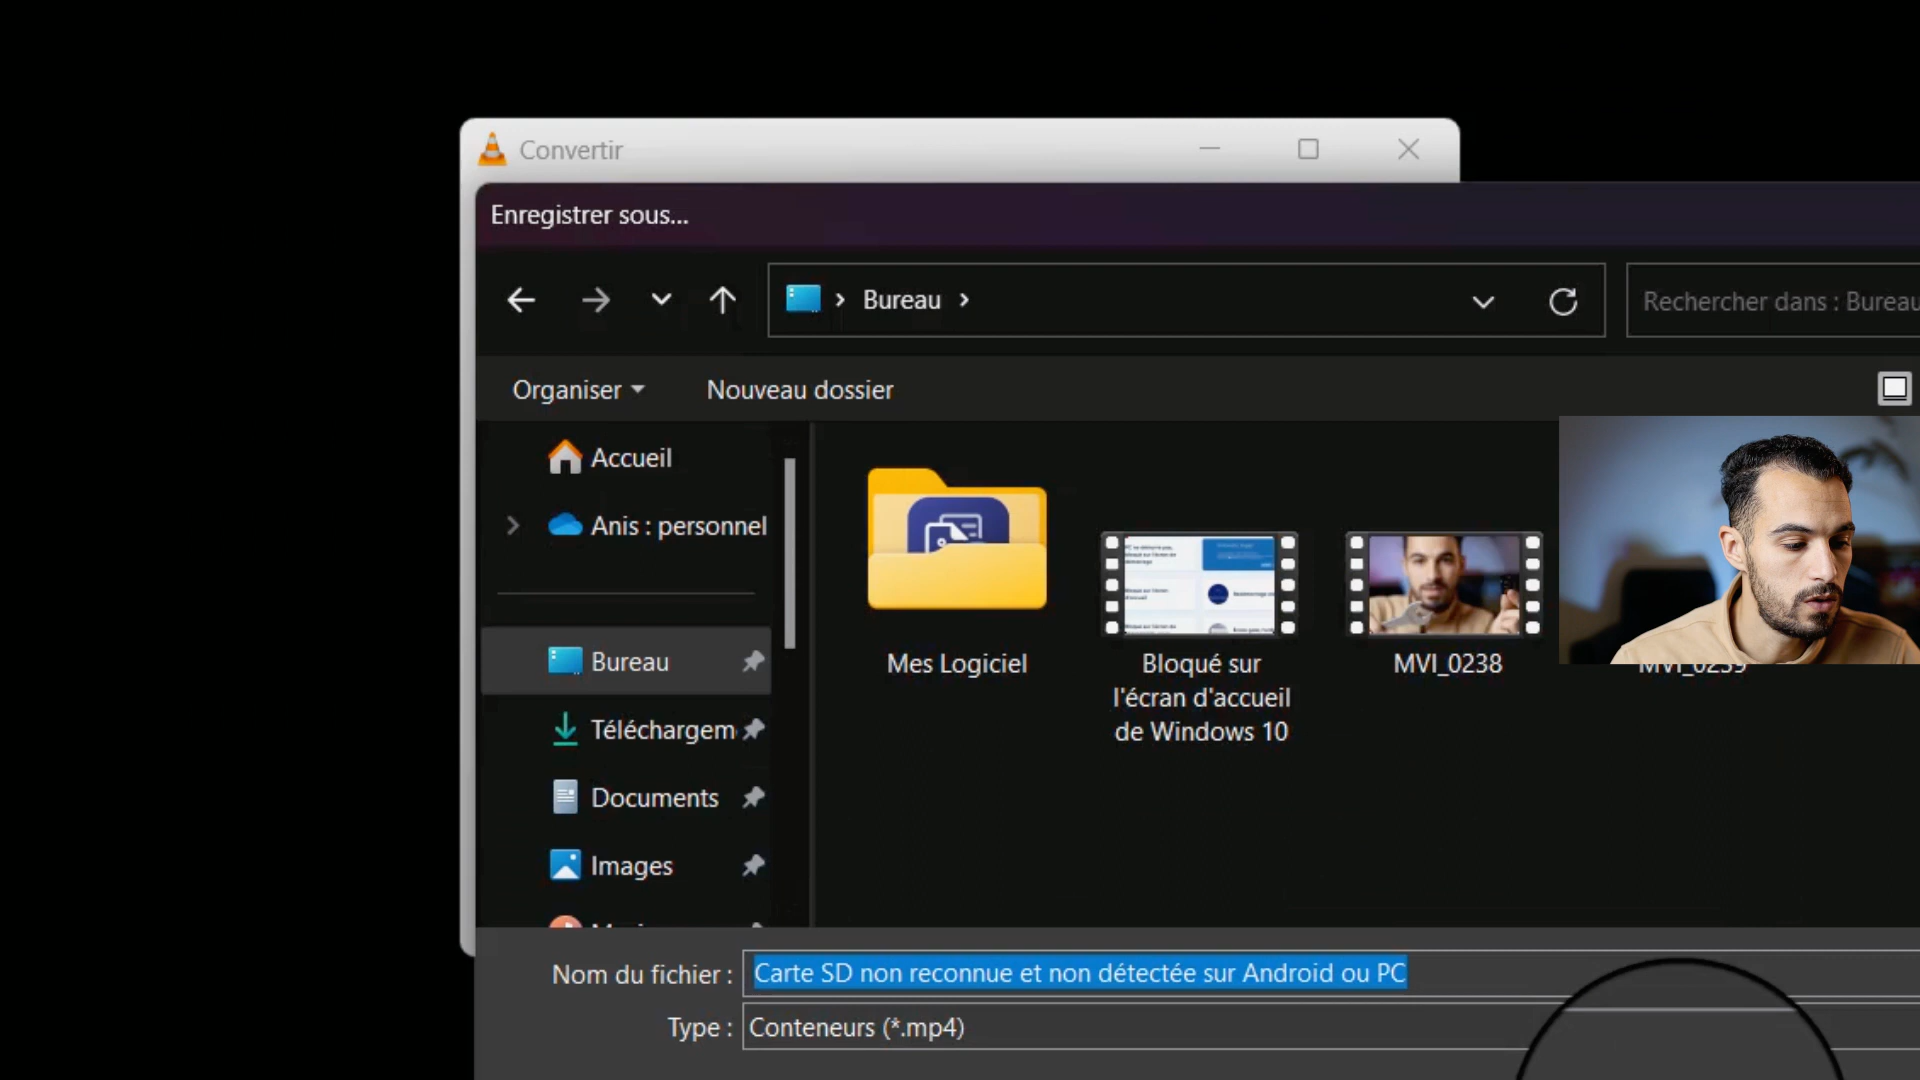 Convertir
Enregistrer sous...
Bureau
Rechercher dans : Bureau
Organiser
Nouveau dossier
Accueil
Anis : personnel
Bureau
Téléchargem
Documents
Images
Mes Logiciel
Bloqué sur
l'écran d'accueil
de Windows 10
MVI_0238
MVI_0239
Nom du fichier :
Carte SD non reconnue et non détectée sur Android ou PC
Type :
Conteneurs (*.mp4)